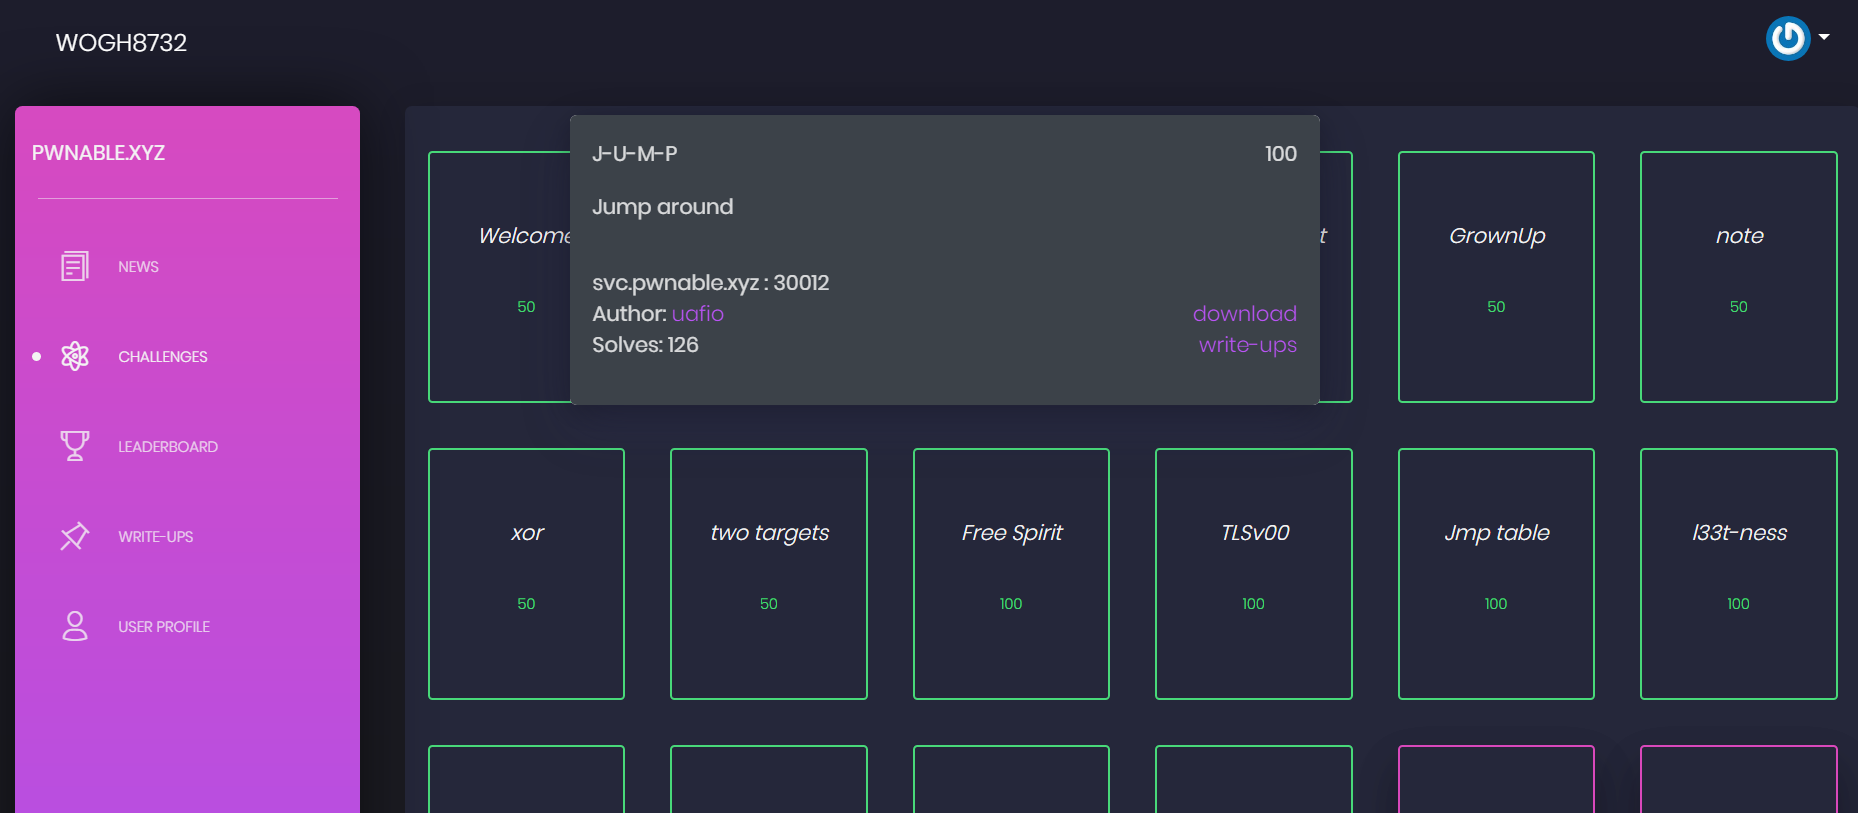 WOGH8732
PWNABLE.XYZ
NEWS
CHALLENGES
LEADERBOARD
WRITE-UPS
USER PROFILE
J-U-M-P 100
Jump around
svc.pwnable.xyz : 30012
Author: uafio download
Solves: 126 write-ups
Welcome
50
t
GrownUp
50
note
50
xor
50
two targets
50
Free Spirit
100
TLSv00
100
Jmp table
100
l33t-ness
100